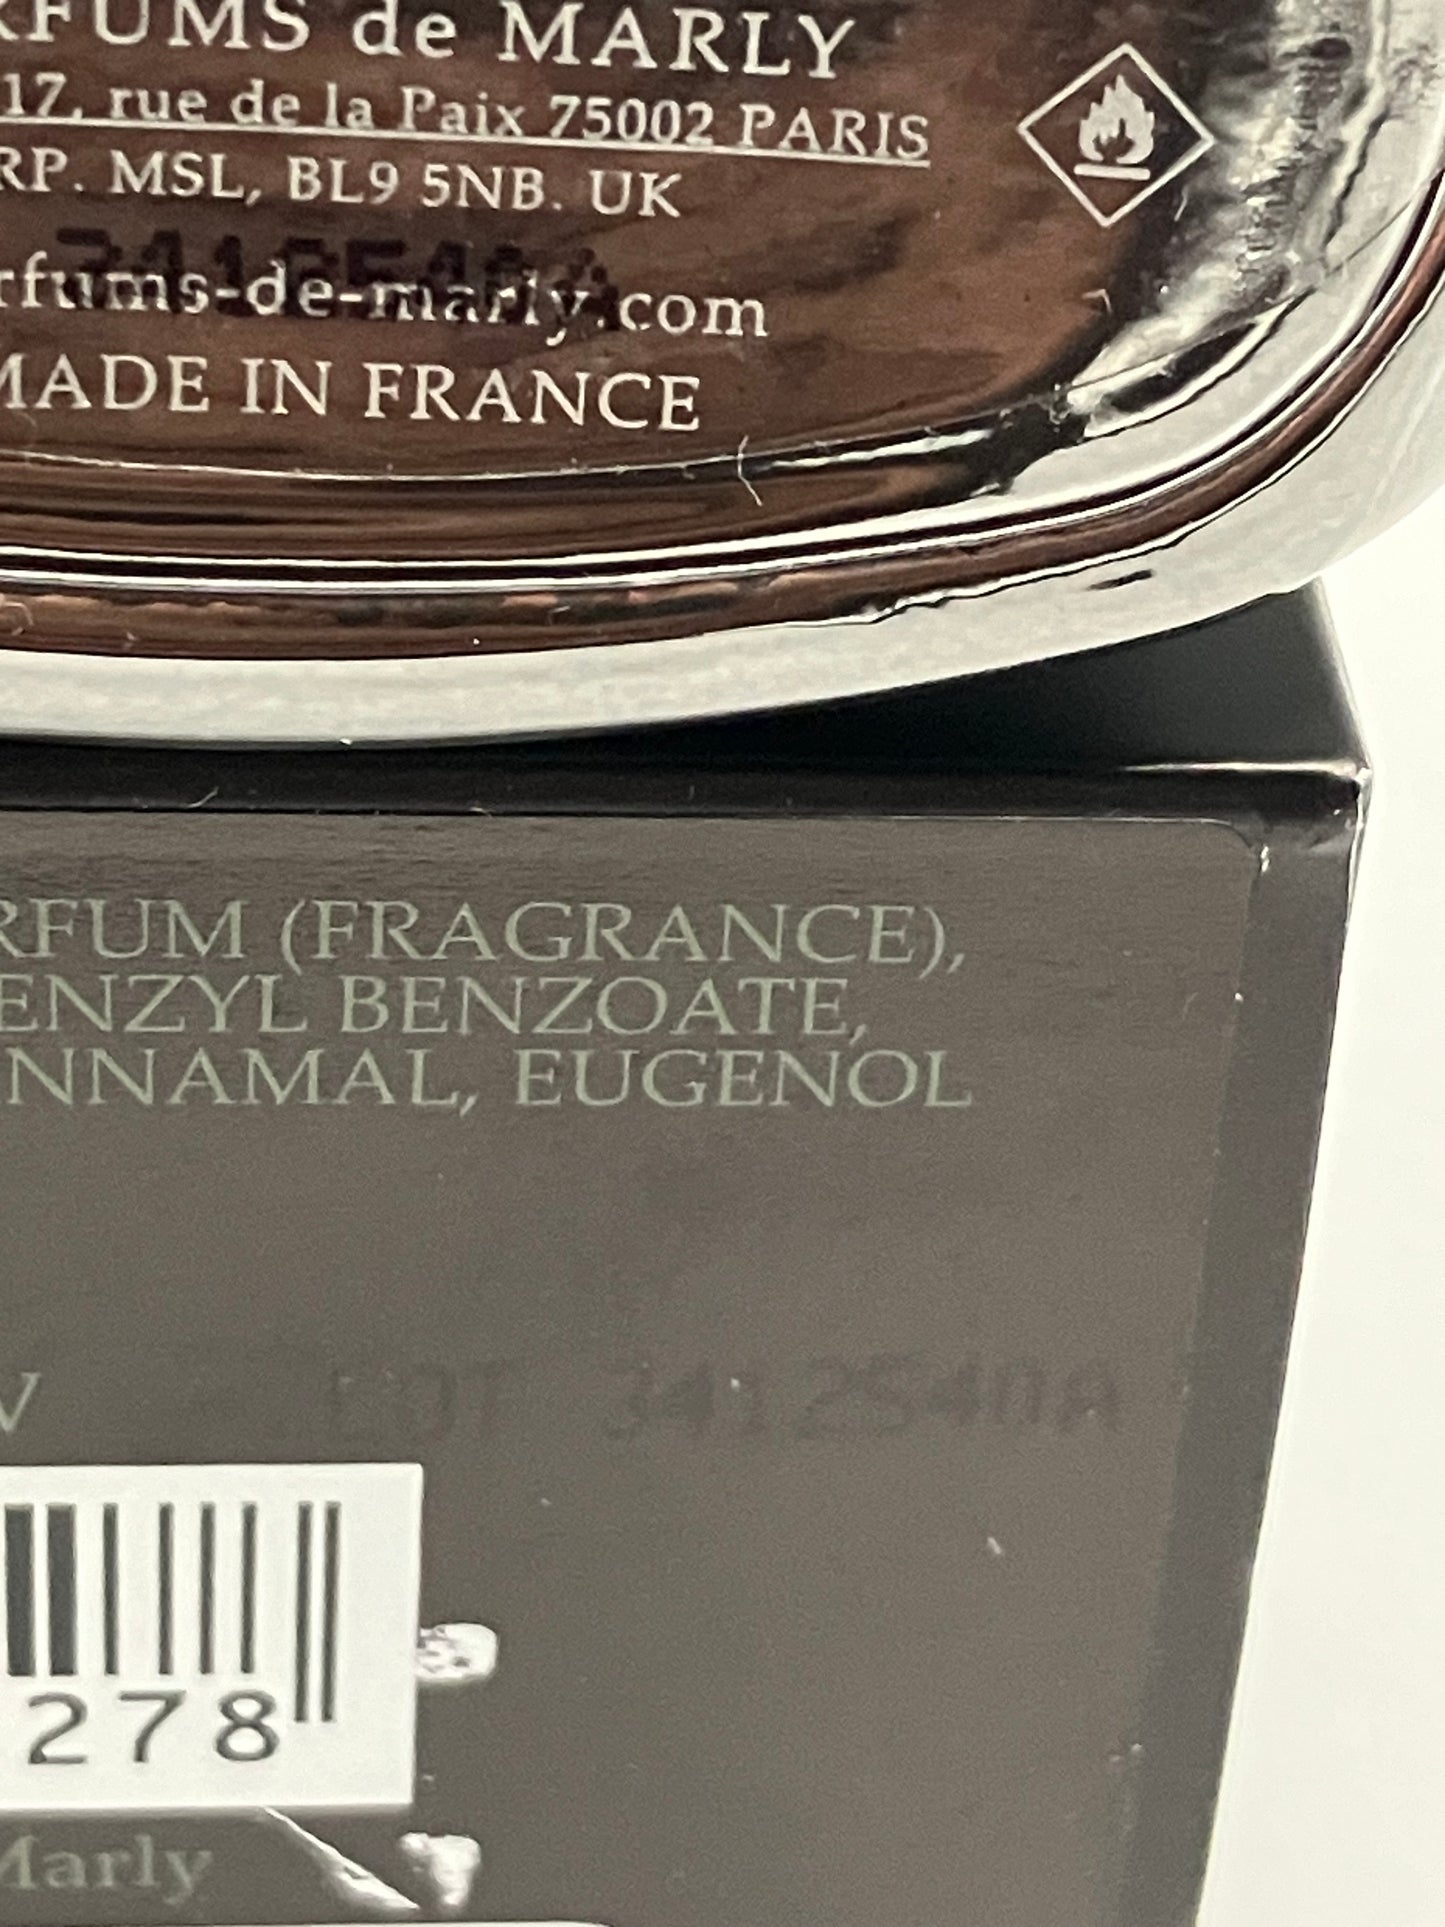 RFUMS de MARLY
17, rue de la Paix 75002 PARIS
RP. MSL, BL9 5NB. UK
rfums-de-marly.com
MADE IN FRANCE
RFUM (FRAGRANCE),
ENZYL BENZOATE,
NNAMAL, EUGENOL
V
LOT 3412540A
278
Marly